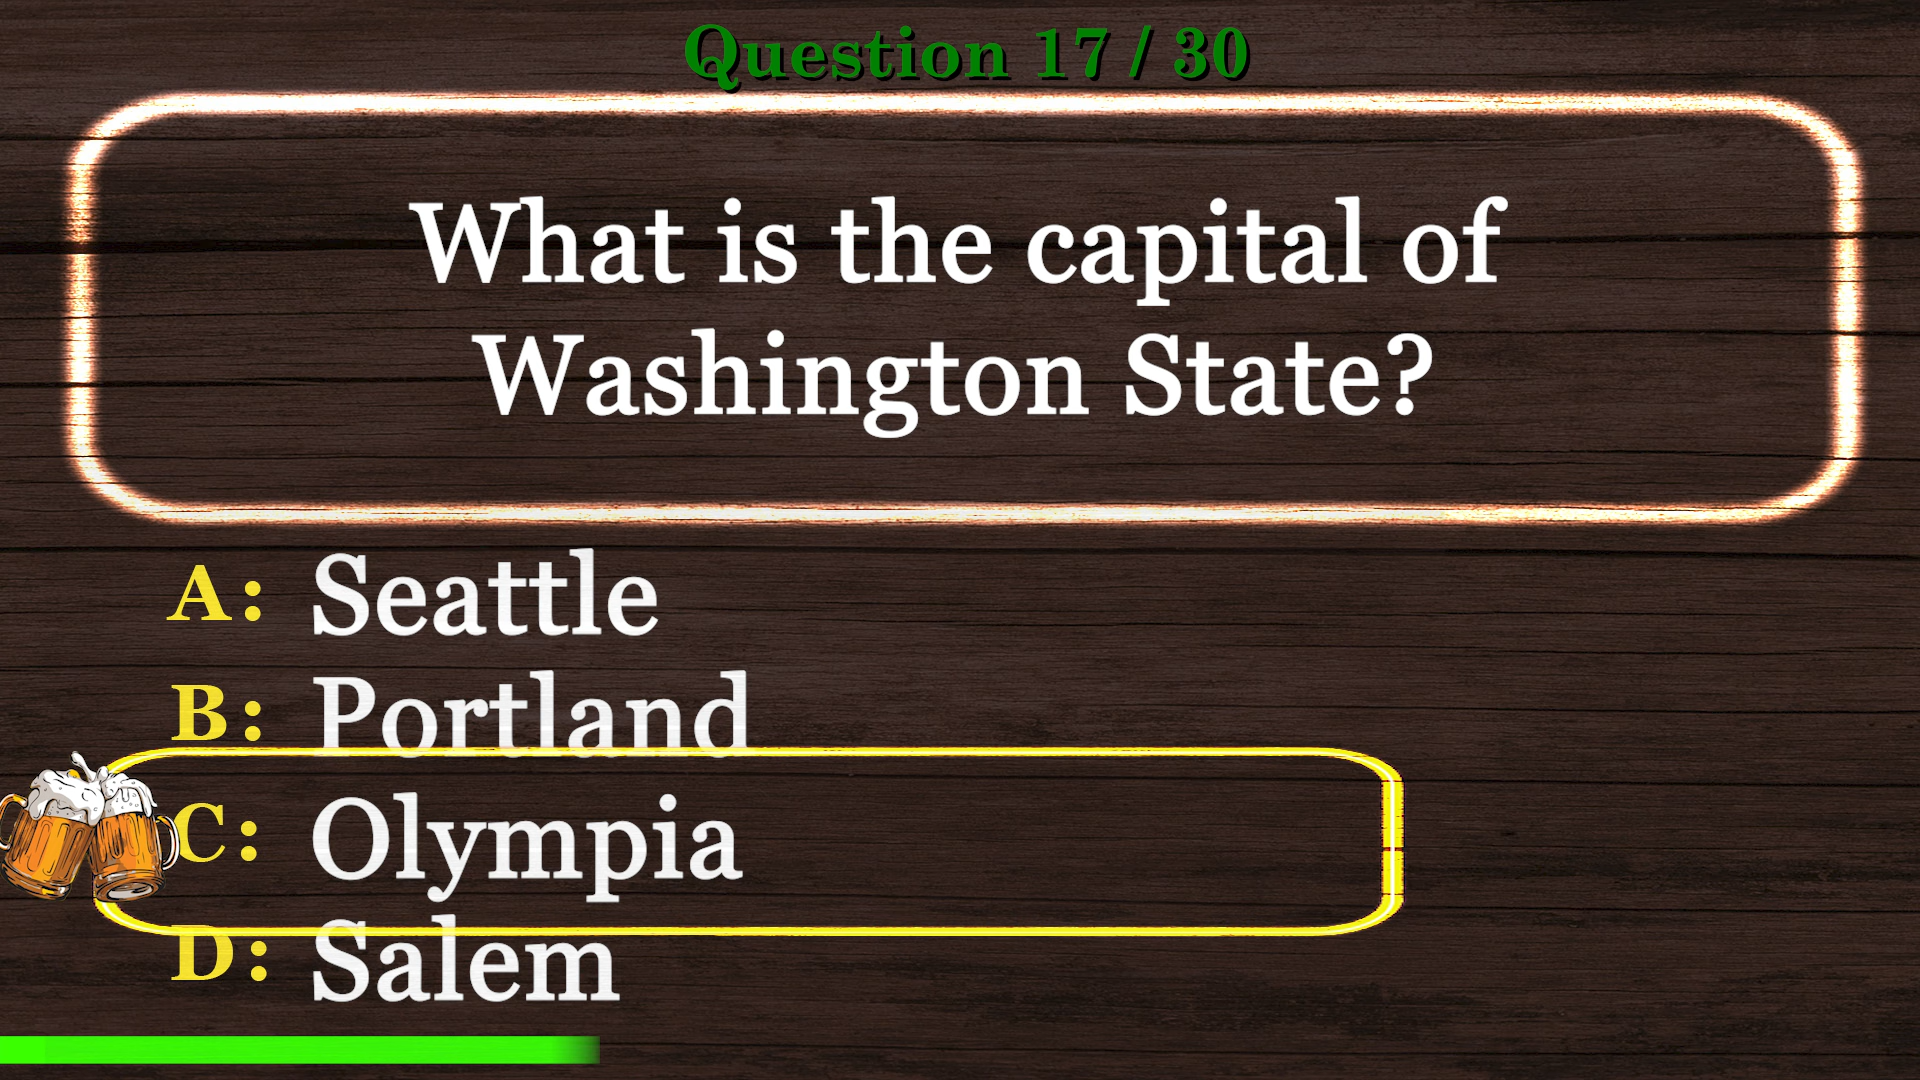 Question 17 / 30
What is the capital of
Washington State?
A: Seattle
B: Portland
C: Olympia
D: Salem